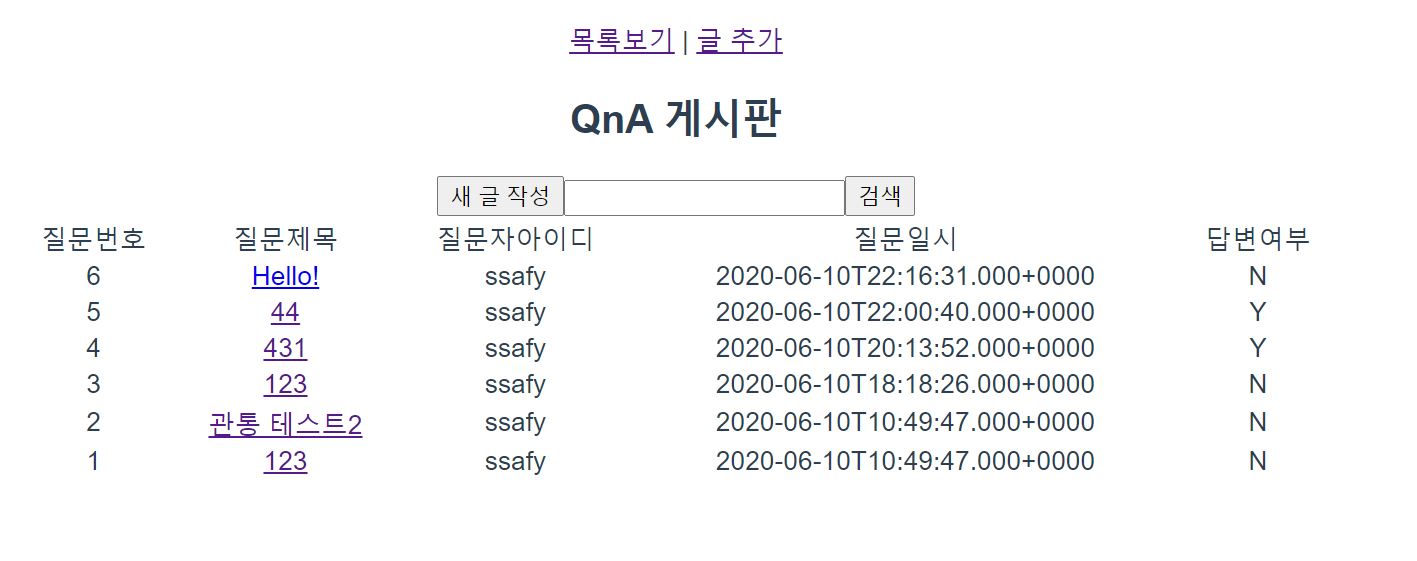 목록보기 | 글 추가
QnA 게시판
새 글 작성 검색
질문번호 질문제목 질문자아이디 질문일시 답변여부
6 Hello! ssafy 2020-06-10T22:16:31.000+0000 N
5 44 ssafy 2020-06-10T22:00:40.000+0000 Y
4 431 ssafy 2020-06-10T20:13:52.000+0000 Y
3 123 ssafy 2020-06-10T18:18:26.000+0000 N
2 관통 테스트2 ssafy 2020-06-10T10:49:47.000+0000 N
1 123 ssafy 2020-06-10T10:49:47.000+0000 N